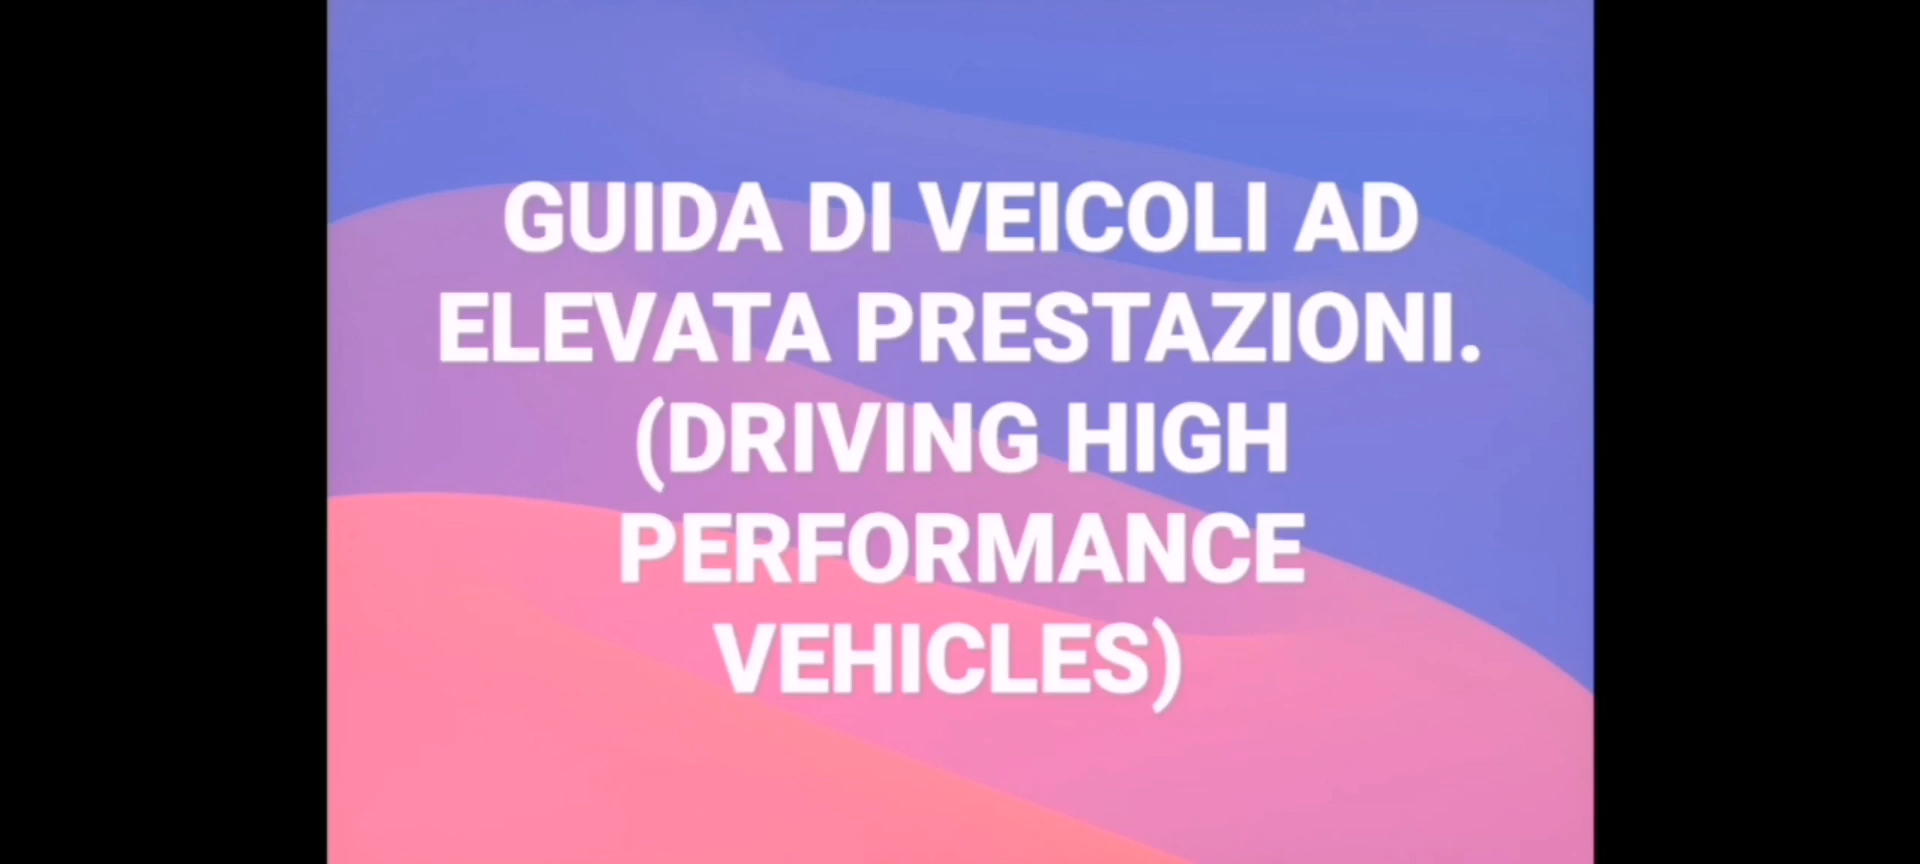 GUIDA DI VEICOLI AD
ELEVATA PRESTAZIONI.
(DRIVING HIGH
PERFORMANCE
VEHICLES)